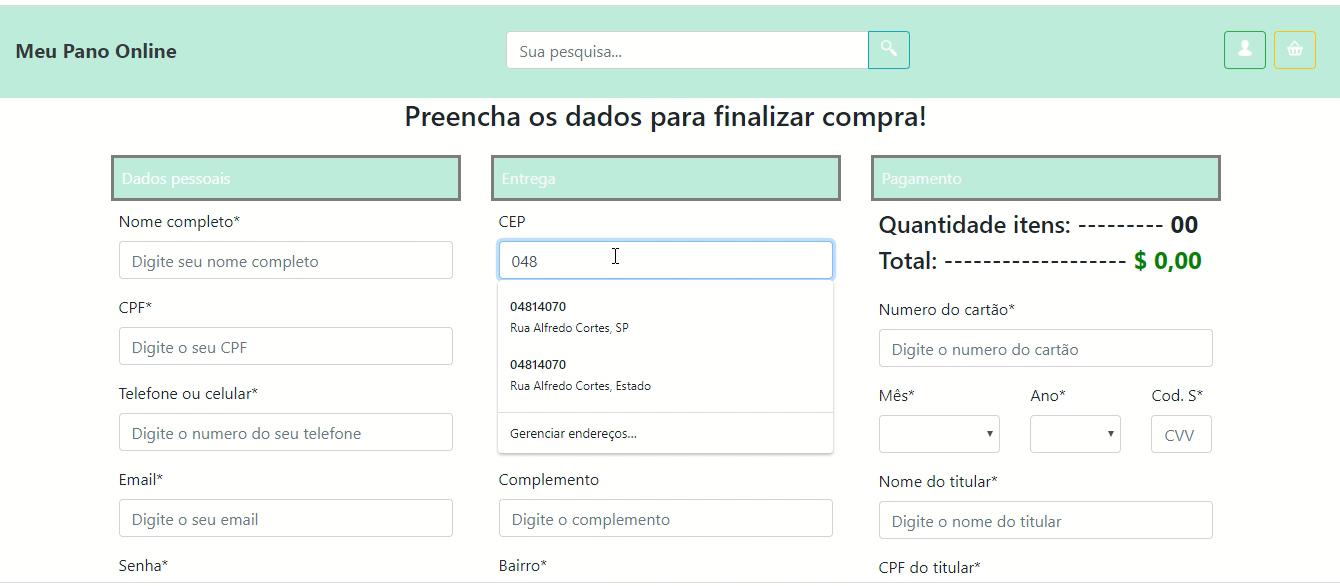 Meu Pano Online
Sua pesquisa...
Preencha os dados para finalizar compra!
Dados pessoais
Nome completo*
Digite seu nome completo
CPF*
Digite o seu CPF
Telefone ou celular*
Digite o numero do seu telefone
Email*
Digite o seu email
Senha*
Entrega
CEP
048
04814070
Rua Alfredo Cortes, SP
04814070
Rua Alfredo Cortes, Estado
Gerenciar endereços...
Complemento
Digite o complemento
Bairro*
Pagamento
Quantidade itens: --------- 00
Total: ------------------- $ 0,00
Numero do cartão*
Digite o numero do cartão
Mês* Ano* Cod. S*
CVV
Nome do titular*
Digite o nome do titular
CPF do titular*